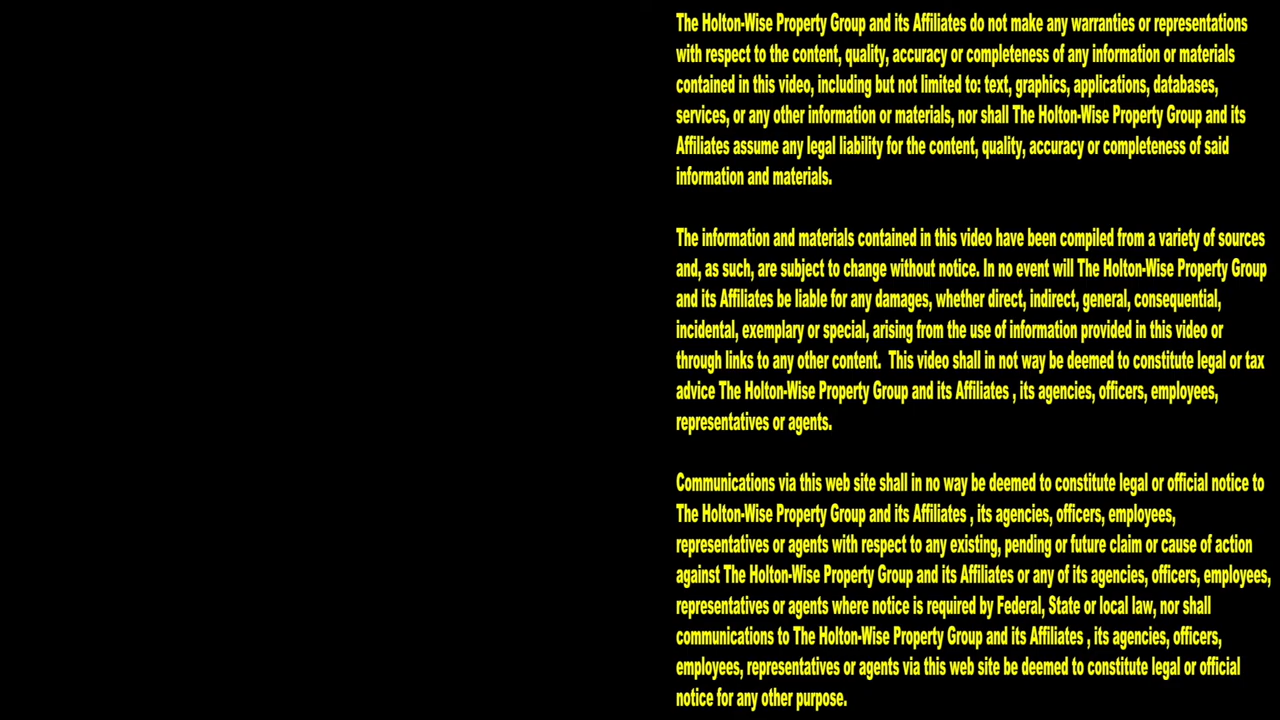 The Holton-Wise Property Group and its Affiliates do not make any warranties or representations
with respect to the content, quality, accuracy or completeness of any information or materials
contained in this video, including but not limited to: text, graphics, applications, databases,
services, or any other information or materials, nor shall The Holton-Wise Property Group and its
Affiliates assume any legal liability for the content, quality, accuracy or completeness of said
information and materials.
The information and materials contained in this video have been compiled from a variety of sources
and, as such, are subject to change without notice. In no event will The Holton-Wise Property Group
and its Affiliates be liable for any damages, whether direct, indirect, general, consequential,
incidental, exemplary or special, arising from the use of information provided in this video or
through links to any other content.  This video shall in not way be deemed to constitute legal or tax
advice The Holton-Wise Property Group and its Affiliates , its agencies, officers, employees,
representatives or agents.
Communications via this web site shall in no way be deemed to constitute legal or official notice to
The Holton-Wise Property Group and its Affiliates , its agencies, officers, employees,
representatives or agents with respect to any existing, pending or future claim or cause of action
against The Holton-Wise Property Group and its Affiliates or any of its agencies, officers, employees,
representatives or agents where notice is required by Federal, State or local law, nor shall
communications to The Holton-Wise Property Group and its Affiliates , its agencies, officers,
employees, representatives or agents via this web site be deemed to constitute legal or official
notice for any other purpose.